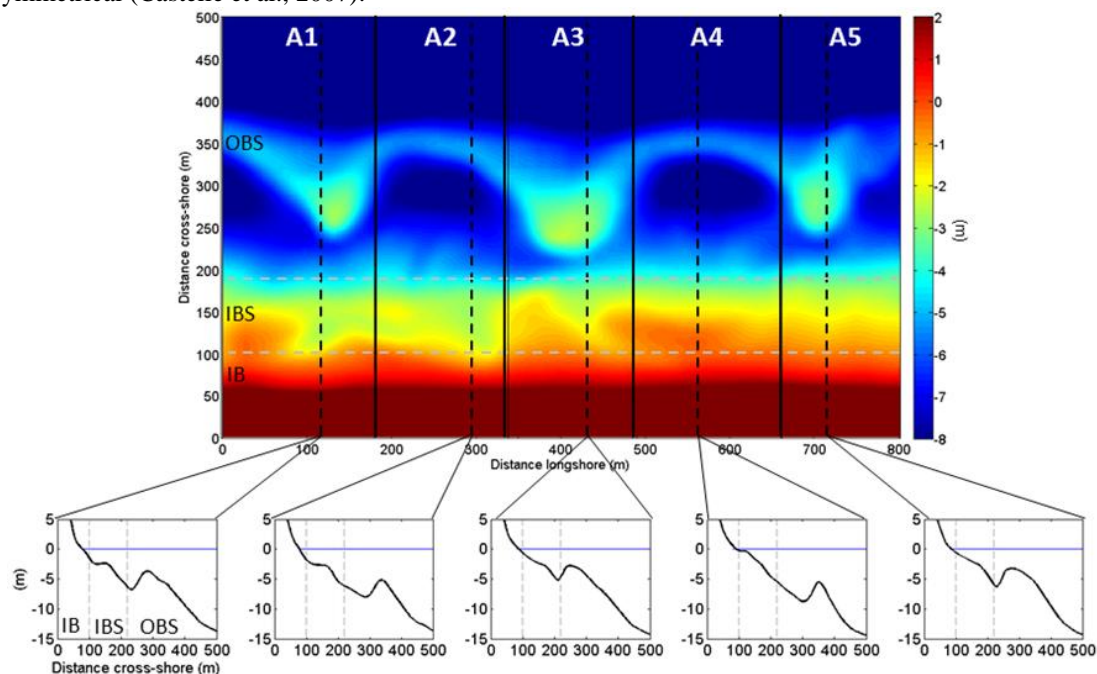 ymmetrical (Castelle et al., 2007).
A1 A2 A3 A4 A5
500
450
400
350
300
250
200
150
100
50
0
Distance cross-shore (m)
OBS
IBS
IB
0 100 200 300 400 500 600 700 800
Distance longshore (m)
2
1
0
-1
-2
-3
-4
-5
-6
-7
-8
(m)
5 5 5 5 5
0 0 0 0 0
-5 -5 -5 -5 -5
-10 -10 -10 -10 -10
-15 -15 -15 -15 -15
(m)
IB IBS OBS
0 100 200 300 400 500 0 100 200 300 400 500 0 100 200 300 400 500 0 100 200 300 400 500 0 100 200 300 400 500
Distance cross-shore (m)